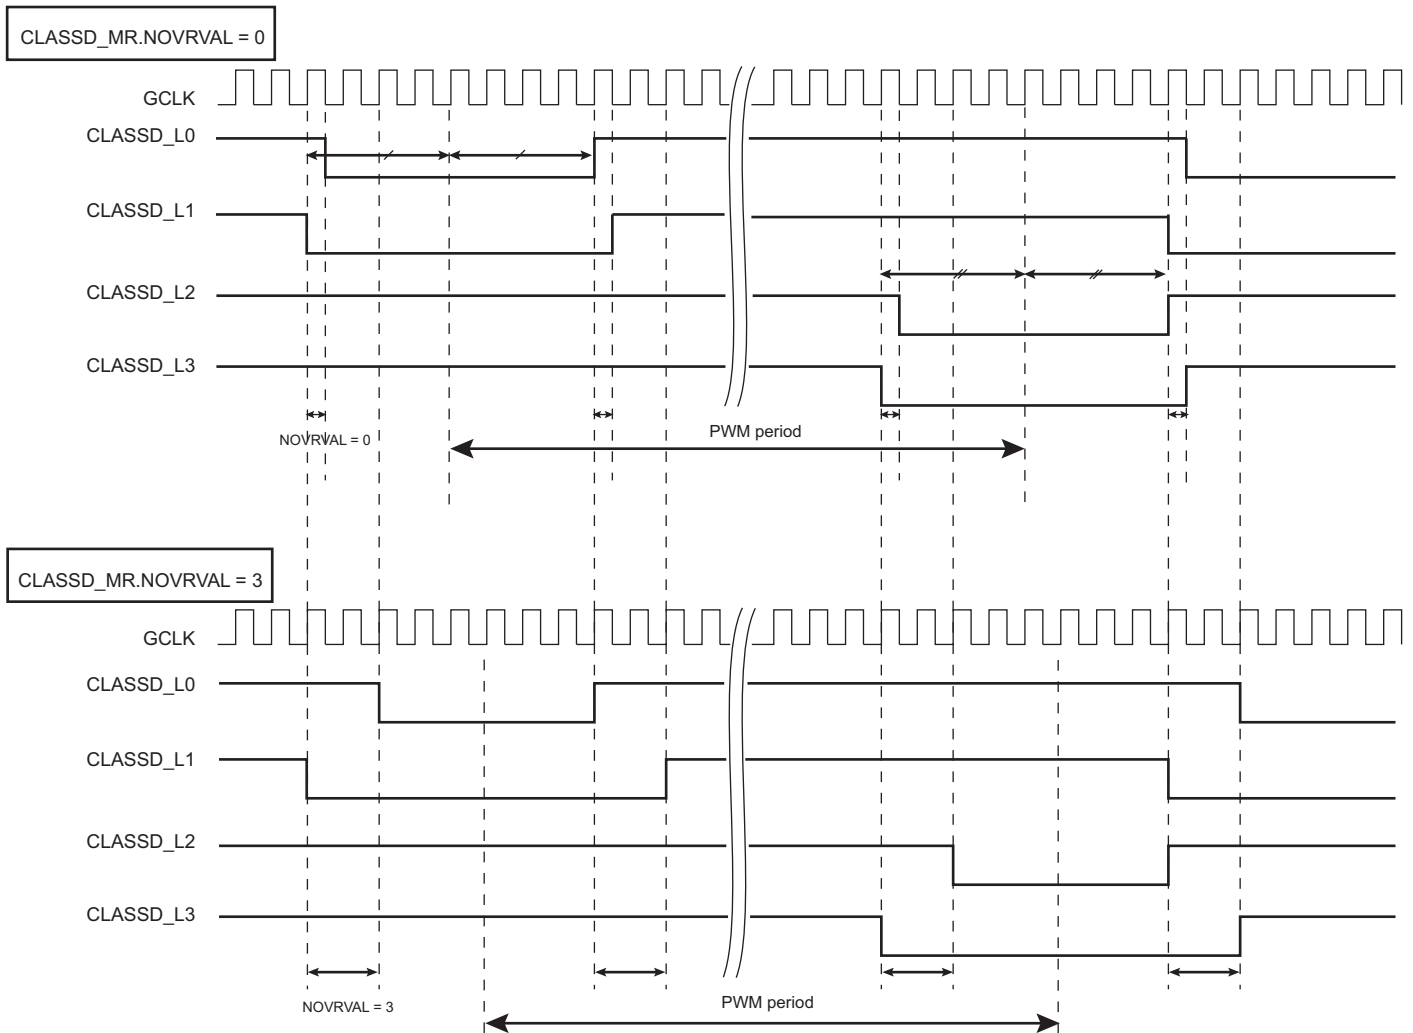 CLASSD_MR.NOVRVAL = 0
GCLK
CLASSD_L0
CLASSD_L1
CLASSD_L2
CLASSD_L3
NOVRVAL = 0
PWM period
CLASSD_MR.NOVRVAL = 3
GCLK
CLASSD_L0
CLASSD_L1
CLASSD_L2
CLASSD_L3
NOVRVAL = 3
PWM period